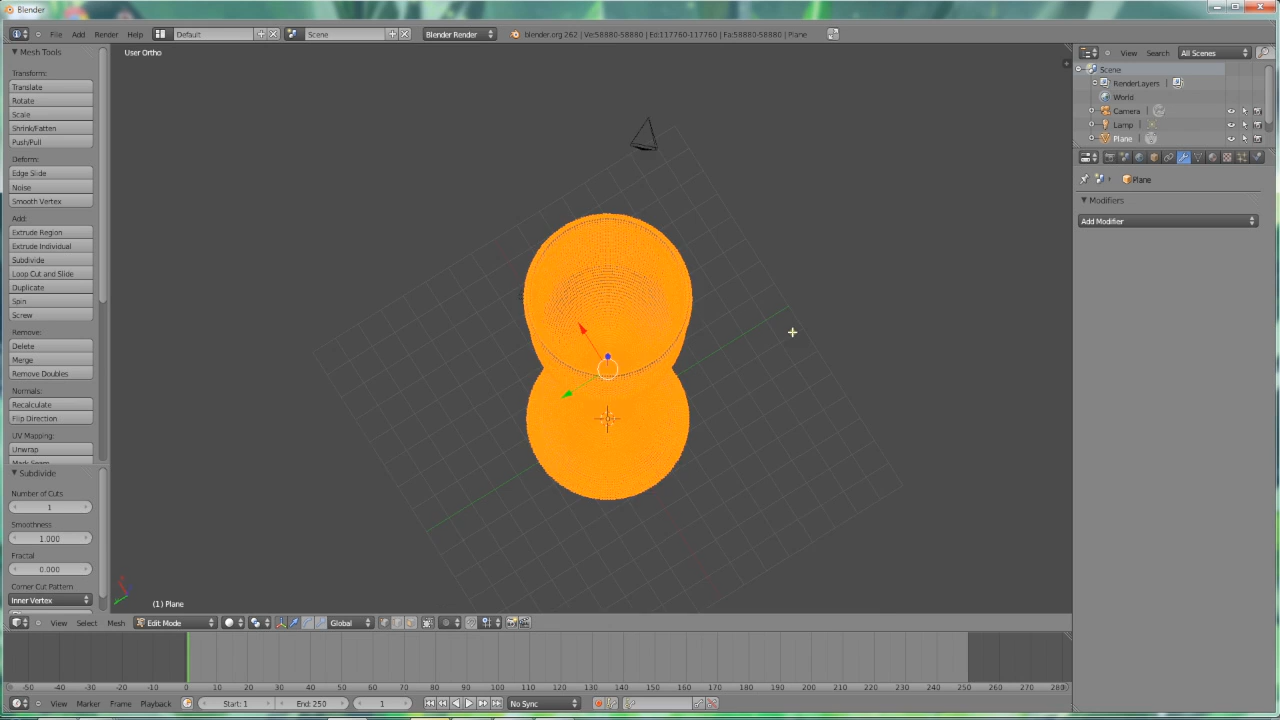 Blender
File Add Render Help Default Scene Blender Render blender.org 262 | Ve:58880-58880 | Ed:117760-117760 | Fa:58880-58880 | Plane
Mesh Tools
Transform:
Translate
Rotate
Scale
Shrink/Fatten
Push/Pull
Deform:
Edge Slide
Noise
Smooth Vertex
Add:
Extrude Region
Extrude Individual
Subdivide
Loop Cut and Slide
Duplicate
Spin
Screw
Remove:
Delete
Merge
Remove Doubles
Normals:
Recalculate
Flip Direction
UV Mapping:
Unwrap
Mark Seam
Subdivide
Number of Cuts
1
Smoothness
1.000
Fractal
0.000
Corner Cut Pattern
Inner Vertex
User Ortho
(1) Plane
View Select Mesh Edit Mode Global
-50 -40 -30 -20 -10 0 10 20 30 40 50 60 70 80 90 100 110 120 130 140 150 160 170 180 190 200 210 220 230 240 250 260 270 280
View Marker Frame Playback Start: 1 End: 250 1 No Sync
View Search All Scenes
Scene
RenderLayers
World
Camera
Lamp
Plane
Plane
Modifiers
Add Modifier